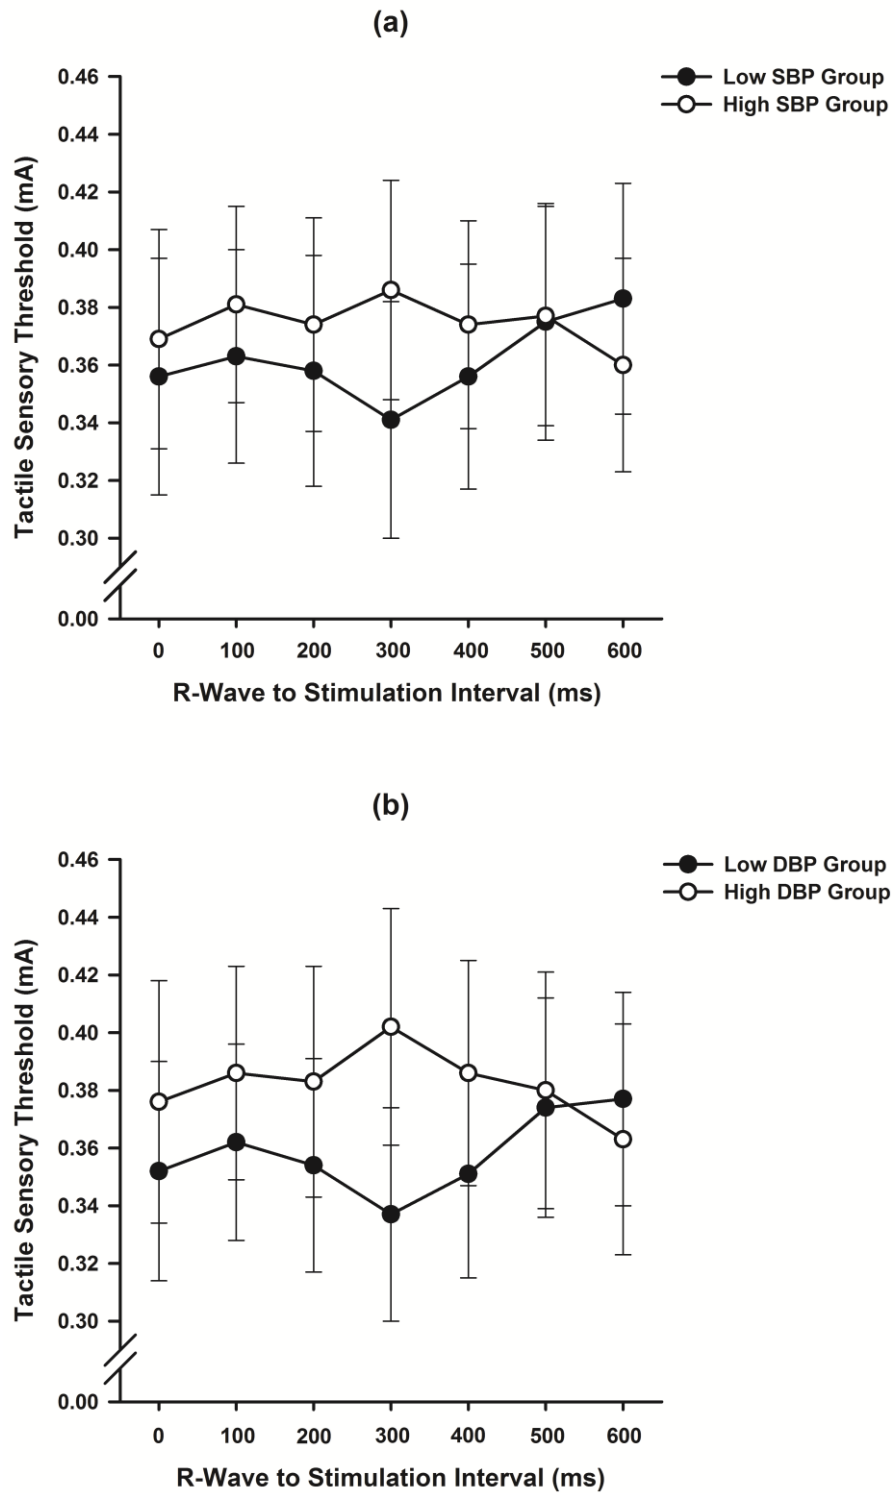 (a)
Low SBP Group
High SBP Group
Tactile Sensory Threshold (mA)
0.46
0.44
0.42
0.40
0.38
0.36
0.34
0.32
0.30
0.00
0 100 200 300 400 500 600
R-Wave to Stimulation Interval (ms)
(b)
Low DBP Group
High DBP Group
Tactile Sensory Threshold (mA)
0.46
0.44
0.42
0.40
0.38
0.36
0.34
0.32
0.30
0.00
0 100 200 300 400 500 600
R-Wave to Stimulation Interval (ms)